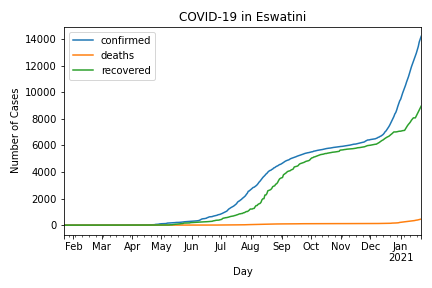 COVID-19 in Eswatini
confirmed
deaths
recovered
14000
12000
10000
8000
6000
4000
2000
0
Number of Cases
Feb Mar Apr May Jun Jul Aug Sep Oct Nov Dec Jan
2021
Day